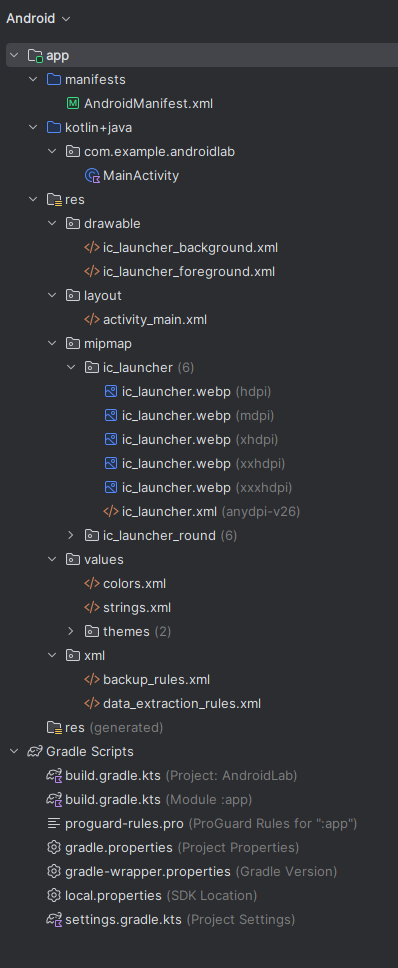 Android
app
manifests
AndroidManifest.xml
kotlin+java
com.example.androidlab
MainActivity
res
drawable
ic_launcher_background.xml
ic_launcher_foreground.xml
layout
activity_main.xml
mipmap
ic_launcher (6)
ic_launcher.webp (hdpi)
ic_launcher.webp (mdpi)
ic_launcher.webp (xhdpi)
ic_launcher.webp (xxhdpi)
ic_launcher.webp (xxxhdpi)
ic_launcher.xml (anydpi-v26)
ic_launcher_round (6)
values
colors.xml
strings.xml
themes (2)
xml
backup_rules.xml
data_extraction_rules.xml
res (generated)
Gradle Scripts
build.gradle.kts (Project: AndroidLab)
build.gradle.kts (Module :app)
proguard-rules.pro (ProGuard Rules for ":app")
gradle.properties (Project Properties)
gradle-wrapper.properties (Gradle Version)
local.properties (SDK Location)
settings.gradle.kts (Project Settings)